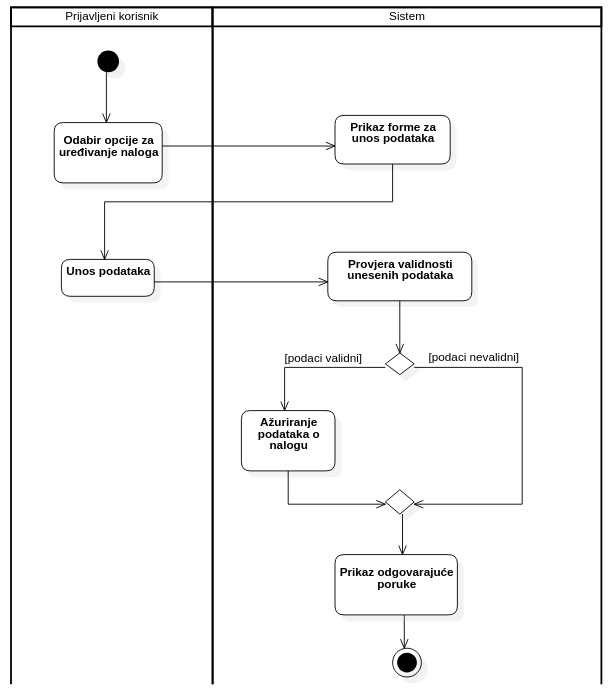 Prijavljeni korisnik
Sistem
Odabir opcije za
uređivanje naloga
Prikaz forme za
unos podataka
Unos podataka
Provjera validnosti
unesenih podataka
[podaci validni]
[podaci nevalidni]
Ažuriranje
podataka o
nalogu
Prikaz odgovarajuće
poruke